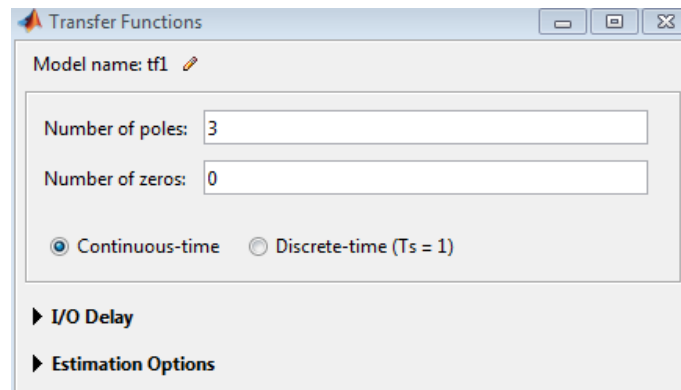 Transfer Functions
Model name: tf1
Number of poles: 3
Number of zeros: 0
Continuous-time Discrete-time (Ts = 1)
I/O Delay
Estimation Options